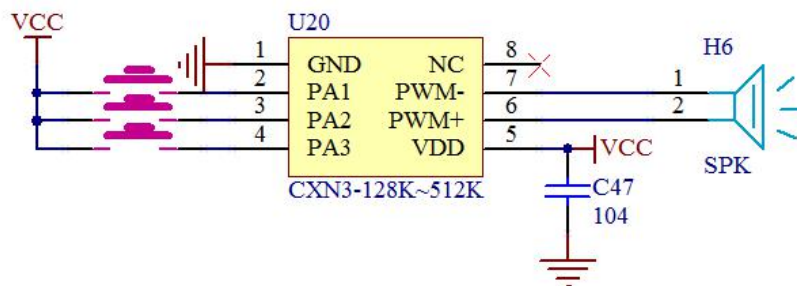 VCC
U20
1 GND NC 8
2 PA1 PWM- 7
3 PA2 PWM+ 6
4 PA3 VDD 5
CXN3-128K~512K
VCC
C47
104
H6
1
2
SPK